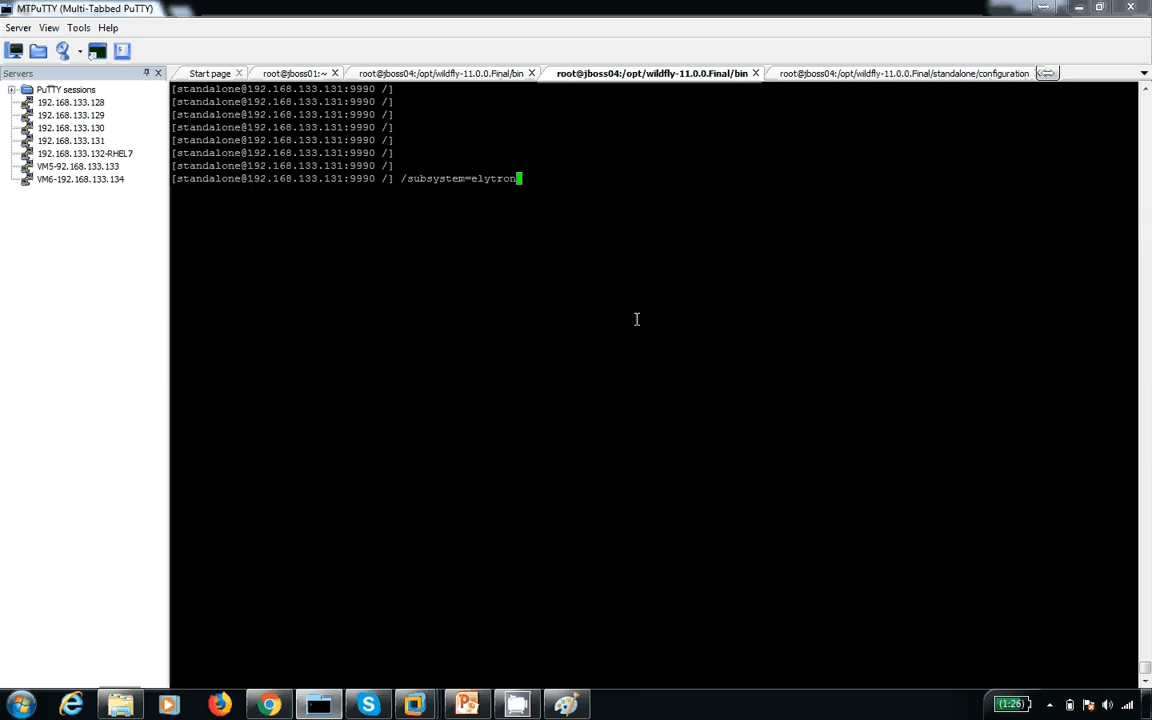 MTPuTTY (Multi-Tabbed PuTTY)
Server View Tools Help
Servers
Start page
root@jboss01:~
root@jboss04:/opt/wildfly-11.0.0.Final/bin
root@jboss04:/opt/wildfly-11.0.0.Final/bin
root@jboss04:/opt/wildfly-11.0.0.Final/standalone/configuration
PuTTY sessions
192.168.133.128
192.168.133.129
192.168.133.130
192.168.133.131
192.168.133.132-RHEL7
VM5-92.168.133.133
VM6-192.168.133.134
[standalone@192.168.133.131:9990 /]
[standalone@192.168.133.131:9990 /]
[standalone@192.168.133.131:9990 /]
[standalone@192.168.133.131:9990 /]
[standalone@192.168.133.131:9990 /]
[standalone@192.168.133.131:9990 /]
[standalone@192.168.133.131:9990 /]
[standalone@192.168.133.131:9990 /] /subsystem=elytron
(1:26)